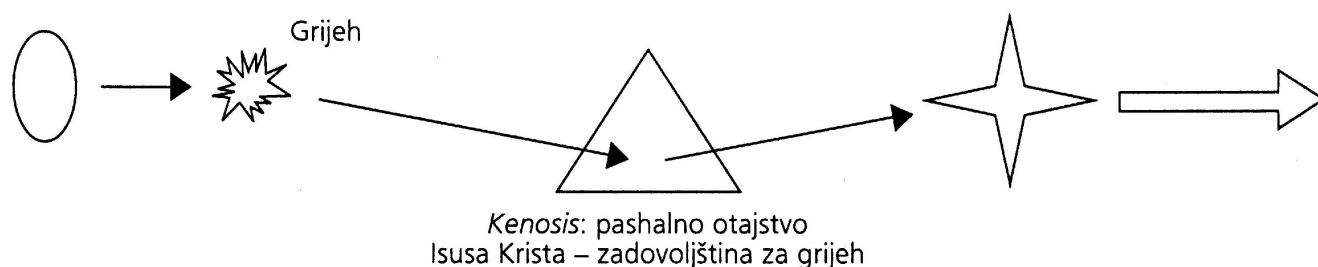 Grijeh
Kenosis: pashalno otajstvo
Isusa Krista – zadovoljština za grijeh